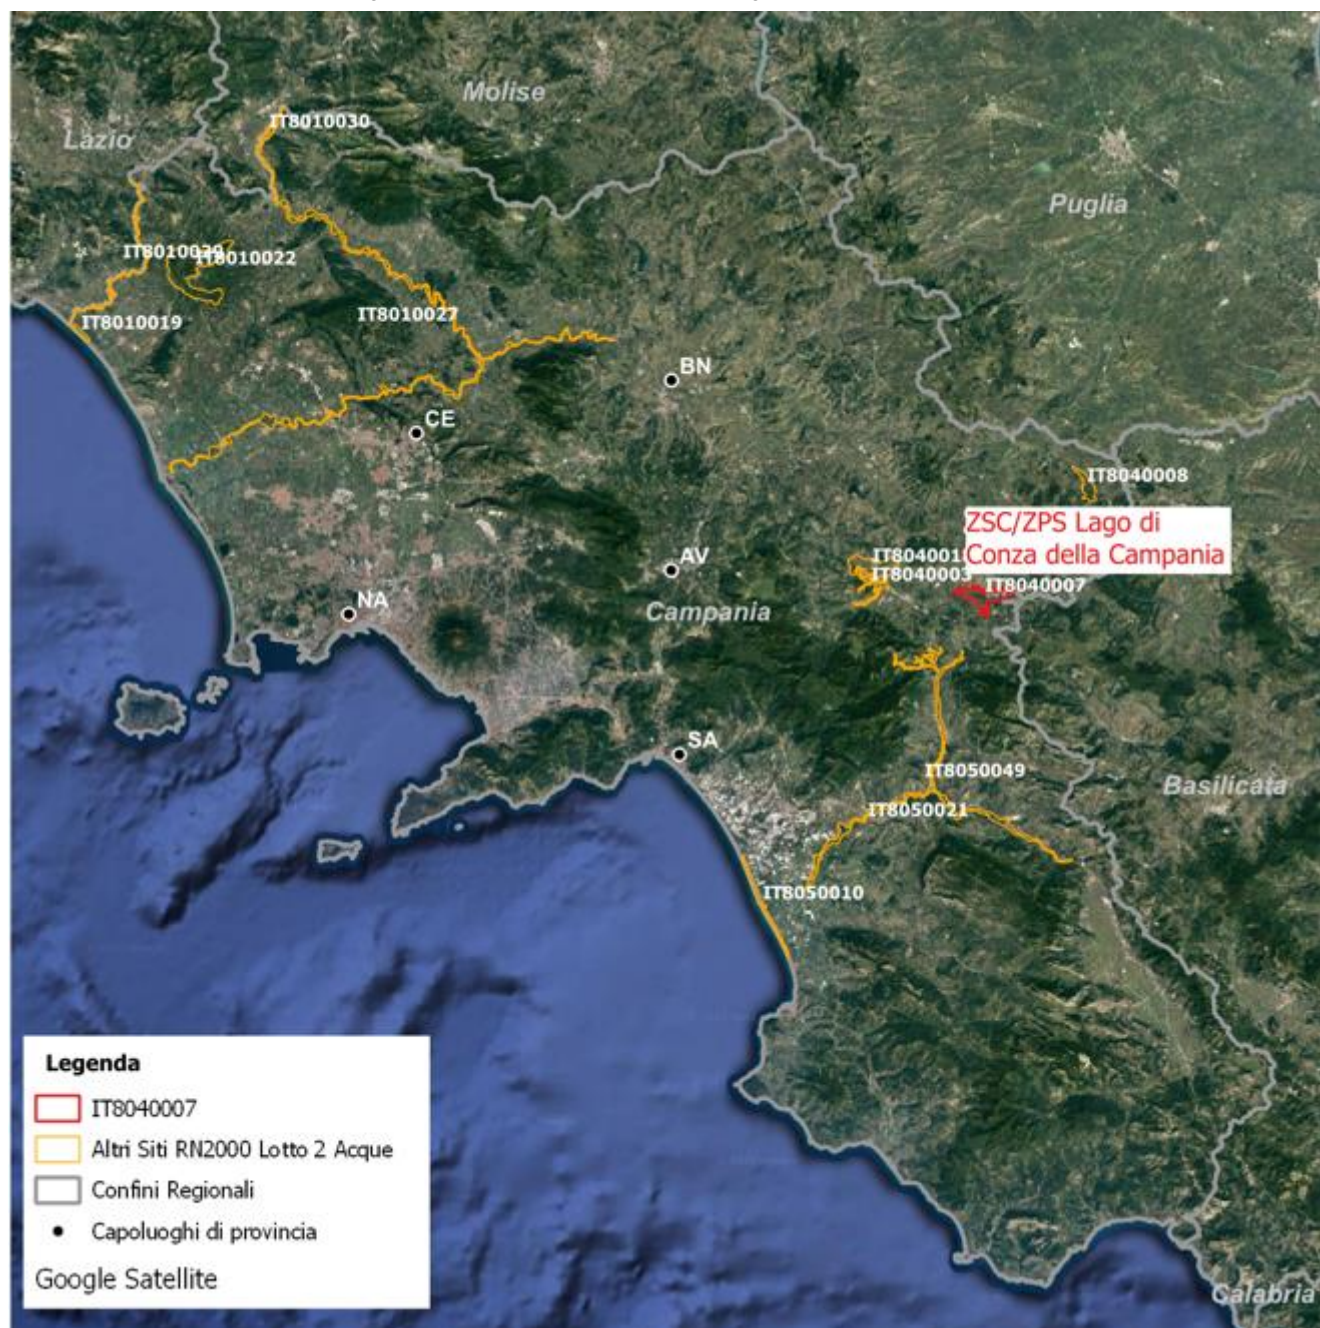 Molise
IT8010030
Lazio
Puglia
IT8010029
IT8010022
IT8010027
IT8010019
BN
CE
IT8040008
ZSC/ZPS Lago di
Conza della Campania
AV
IT8040003
IT8040007
NA
Campania
SA
IT8050049
Basilicata
IT8050021
IT8050010
Legenda
IT8040007
Altri Siti RN2000 Lotto 2 Acque
Confini Regionali
Capoluoghi di provincia
Google Satellite
Calabria